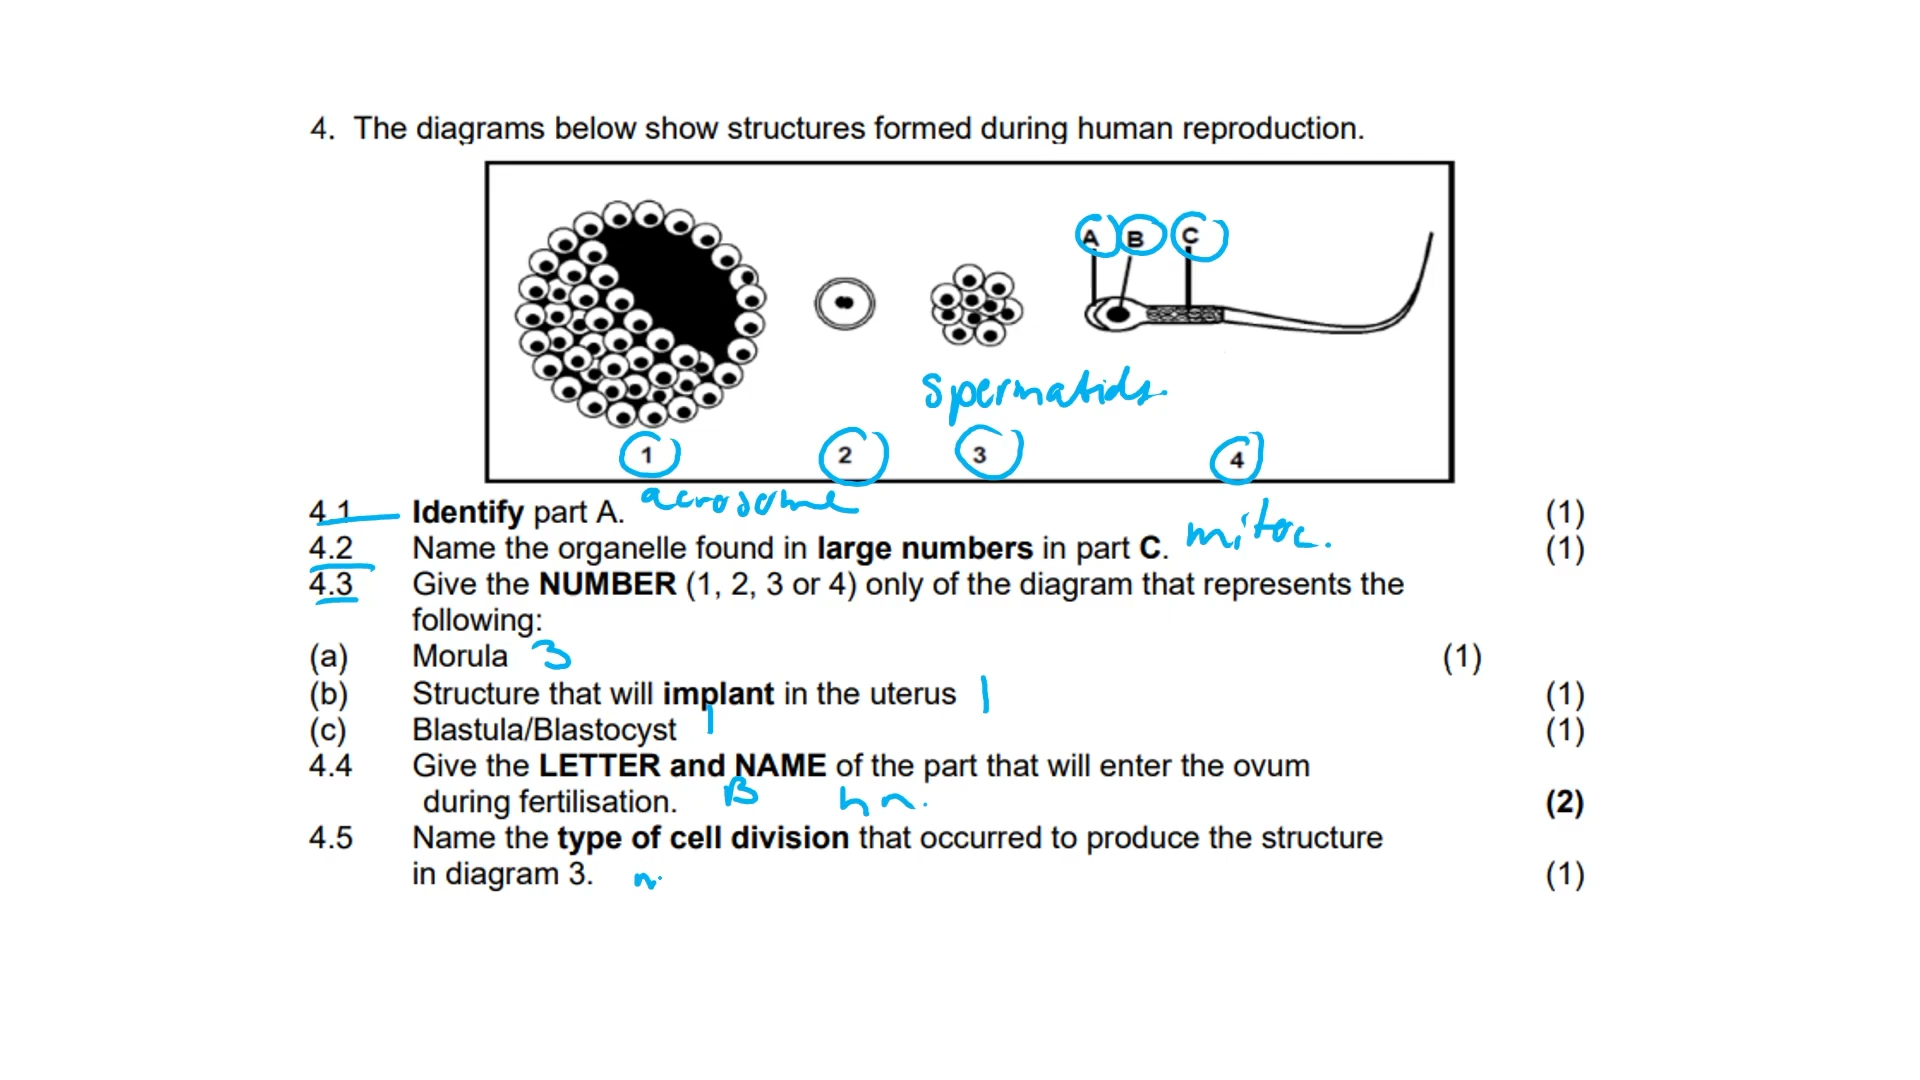 4. The diagrams below show structures formed during human reproduction.
A B C
spermatids.
1 2 3 4
4.1 Identify part A. acrosome (1)
4.2 Name the organelle found in large numbers in part C. mitoc. (1)
4.3 Give the NUMBER (1, 2, 3 or 4) only of the diagram that represents the
following:
(a) Morula 3 (1)
(b) Structure that will implant in the uterus 1 (1)
(c) Blastula/Blastocyst 1 (1)
4.4 Give the LETTER and NAME of the part that will enter the ovum
during fertilisation. B hn. (2)
4.5 Name the type of cell division that occurred to produce the structure
in diagram 3. (1)